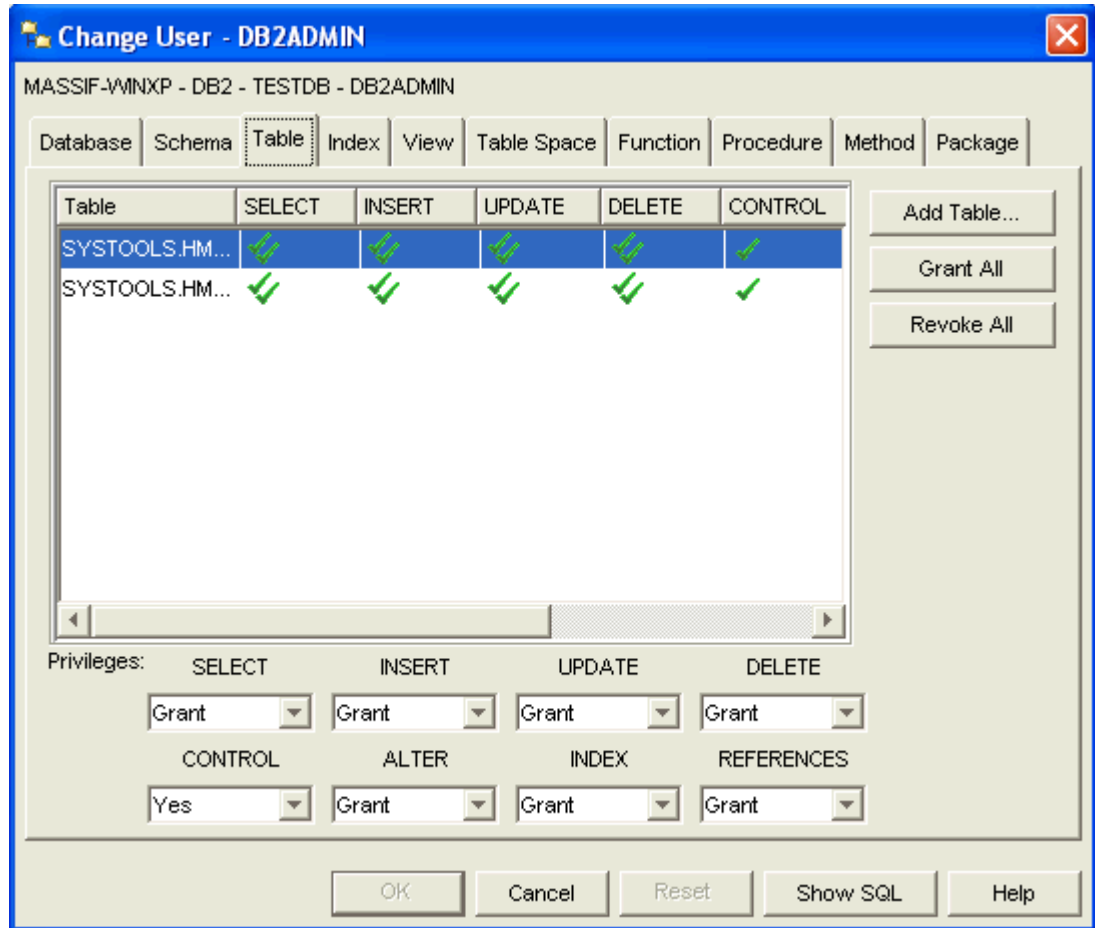 Change User - DB2ADMIN
MASSIF-WINXP - DB2 - TESTDB - DB2ADMIN
Database Schema Table Index View Table Space Function Procedure Method Package
Table SELECT INSERT UPDATE DELETE CONTROL
SYSTOOLS.HM...
SYSTOOLS.HM...
Add Table...
Grant All
Revoke All
Privileges: SELECT INSERT UPDATE DELETE
Grant Grant Grant Grant
CONTROL ALTER INDEX REFERENCES
Yes Grant Grant Grant
OK Cancel Reset Show SQL Help